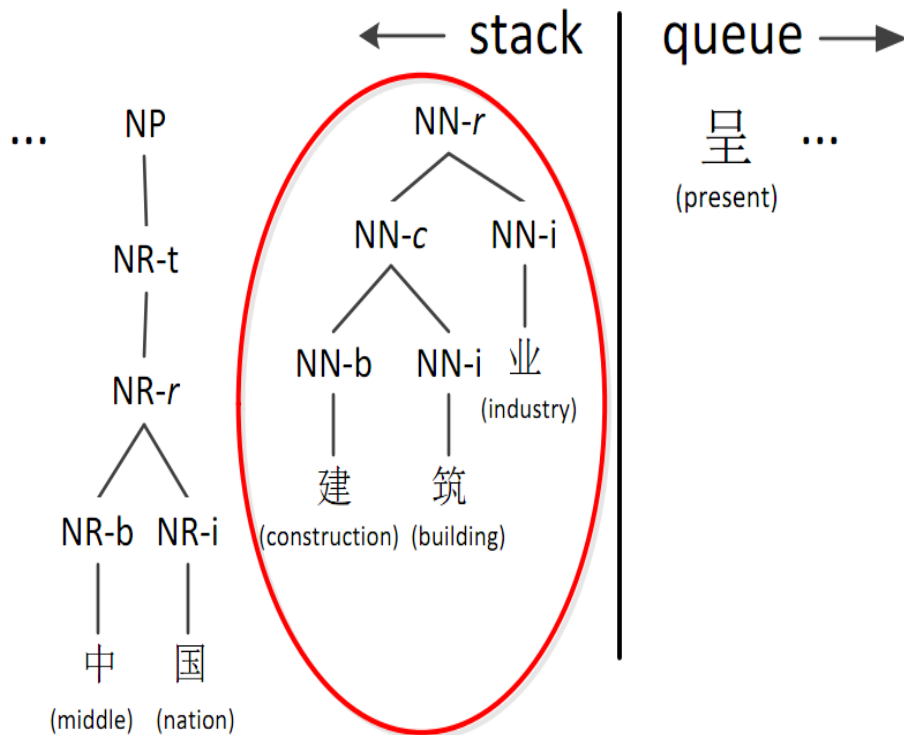 ← stack queue →
... NP NN-r 呈 ...
(present)
NR-t NN-c NN-i
NR-r NN-b NN-i 业
(industry)
建 筑
NR-b NR-i (construction) (building)
中 国
(middle) (nation)